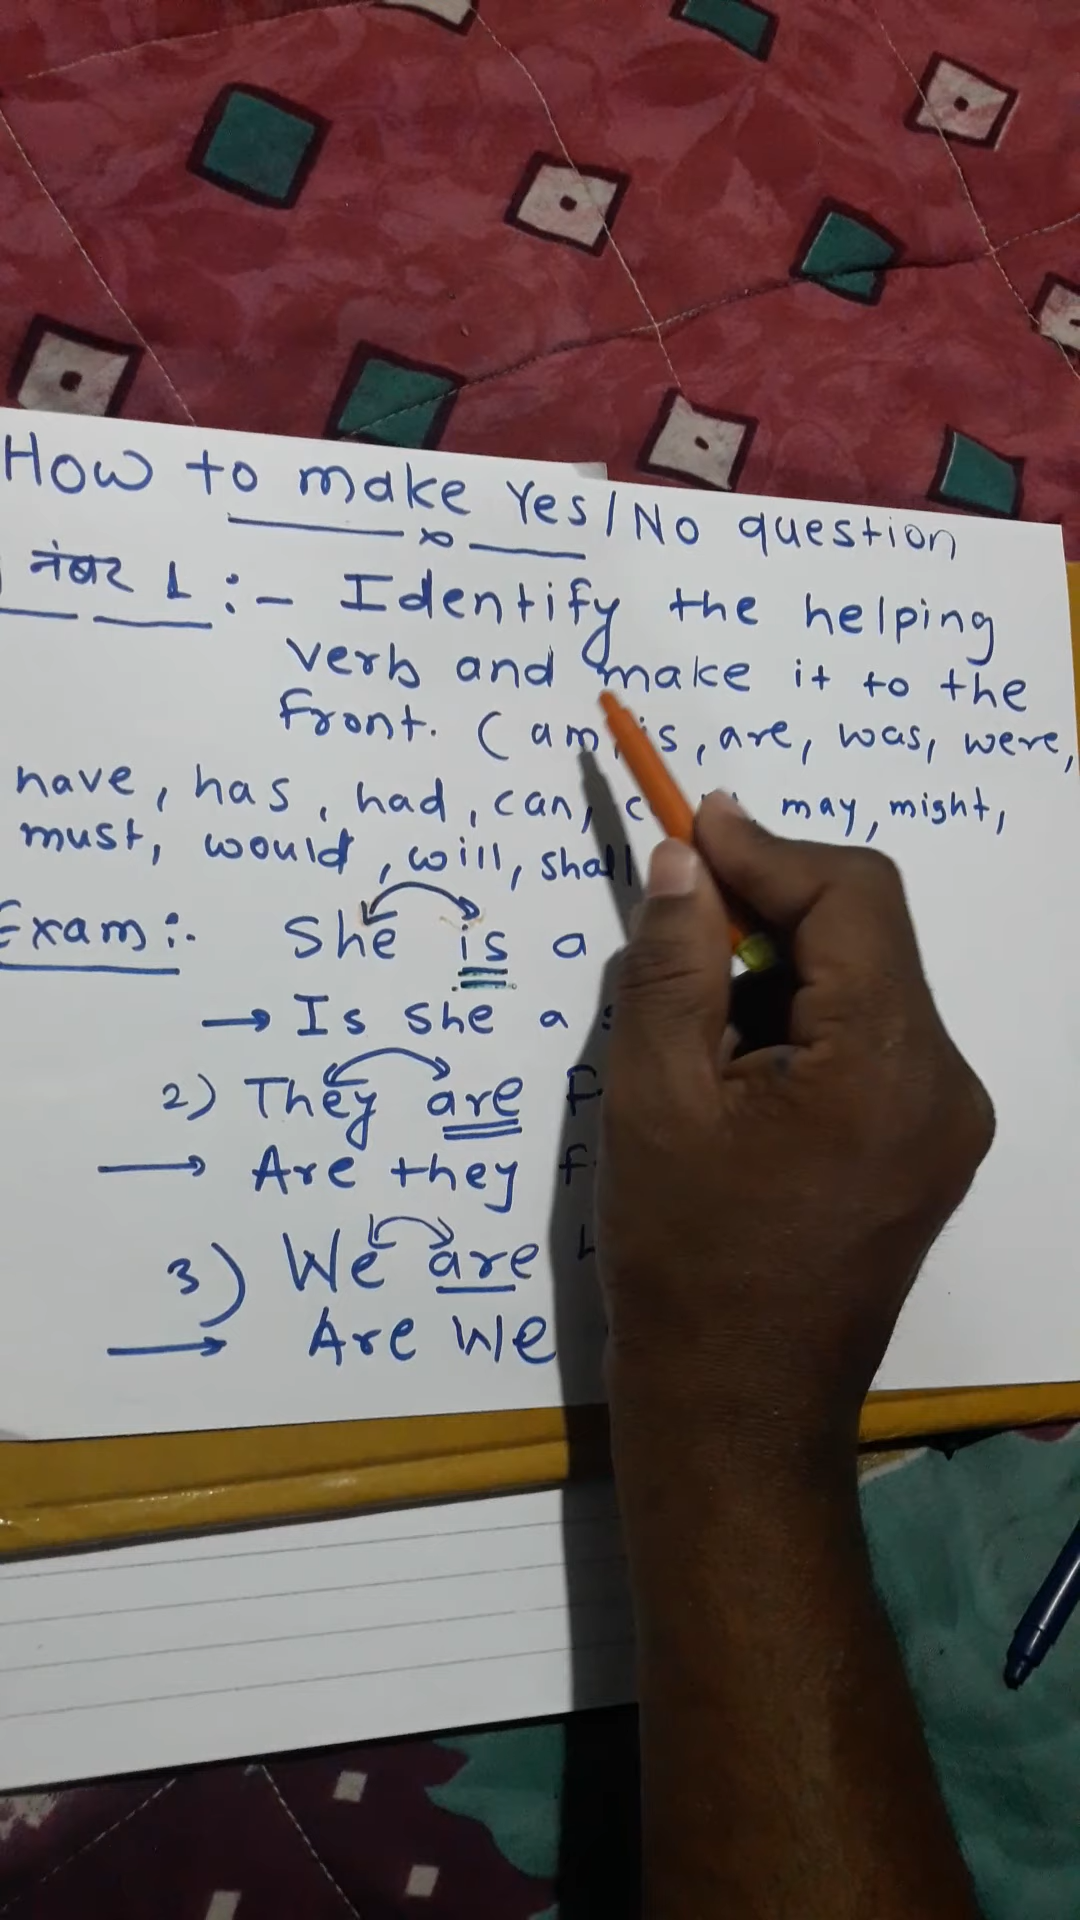 How to make Yes/No question
नंबर 1 :- Identify the helping
verb and make it to the
front. (am, is, are, was, were,
have, has, had, can, may, might,
must, would, will, shall
Exam:- She is a
→ Is she a
2) They are
→ Are they
3) We are
→ Are We